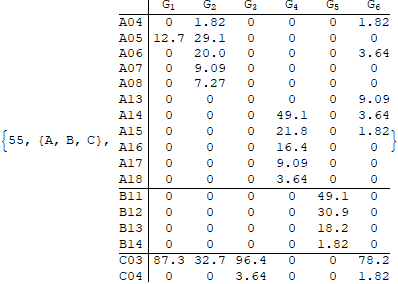 G₁ G₂ G₃ G₄ G₅ G₆
A04 0 1.82 0 0 0 1.82
A05 12.7 29.1 0 0 0 0
A06 0 20.0 0 0 0 3.64
A07 0 9.09 0 0 0 0
A08 0 7.27 0 0 0 0
A13 0 0 0 0 0 9.09
A14 0 0 0 49.1 0 3.64
{55, {A, B, C}, A15 0 0 0 21.8 0 1.82}
A16 0 0 0 16.4 0 0
A17 0 0 0 9.09 0 0
A18 0 0 0 3.64 0 0
B11 0 0 0 0 49.1 0
B12 0 0 0 0 30.9 0
B13 0 0 0 0 18.2 0
B14 0 0 0 0 1.82 0
C03 87.3 32.7 96.4 0 0 78.2
C04 0 0 3.64 0 0 1.82